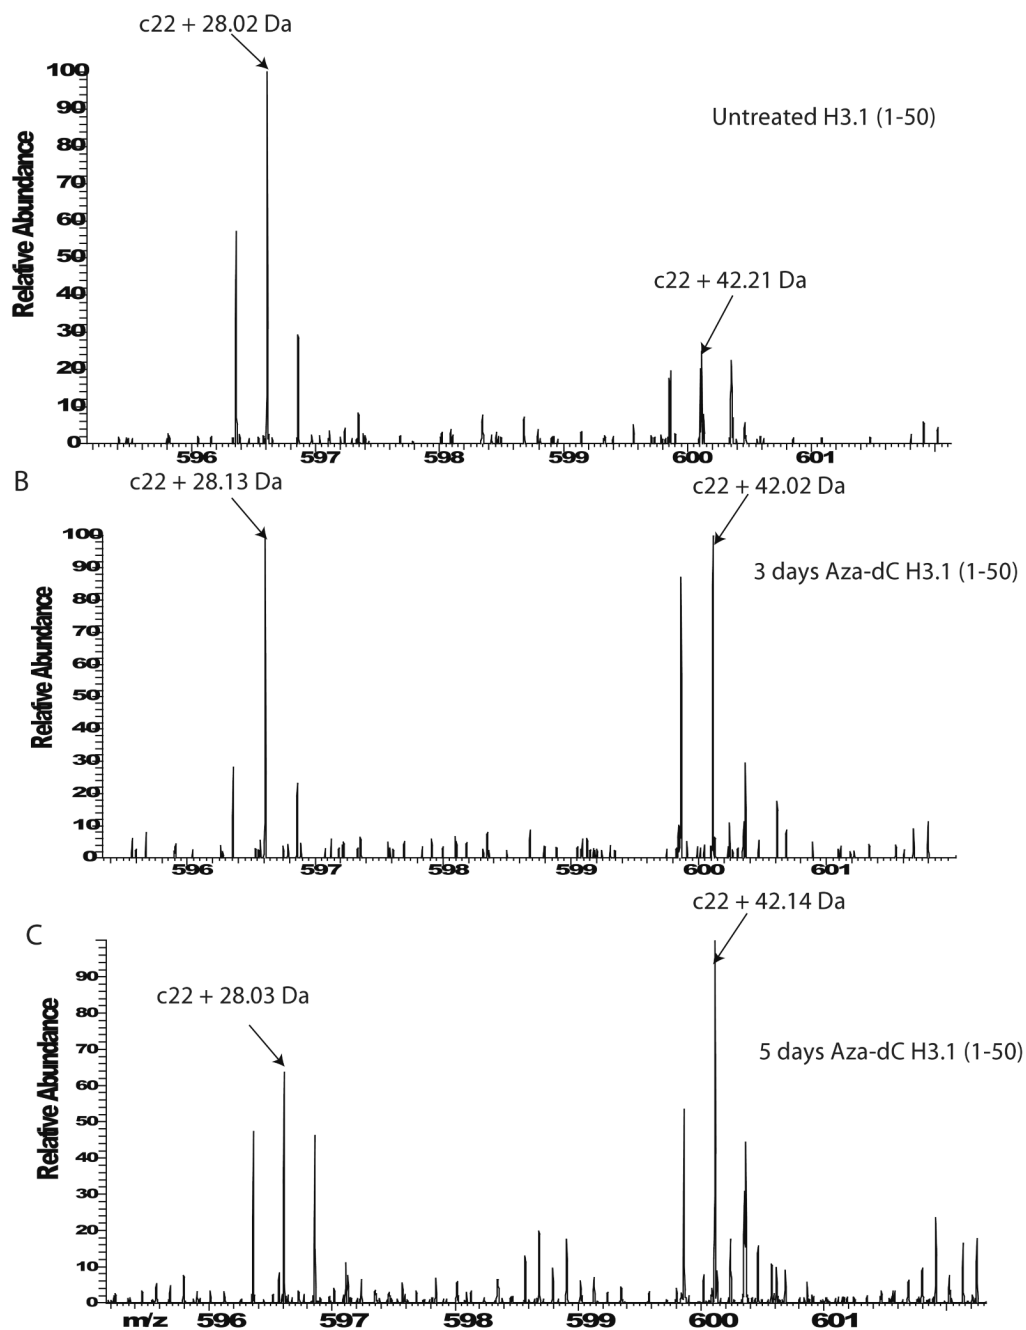 c22 + 28.02 Da
100
90
80
70
60
50
40
30
20
10
0
Relative Abundance
Untreated H3.1 (1-50)
c22 + 42.21 Da
596 597 598 599 600 601
B
c22 + 28.13 Da
c22 + 42.02 Da
100
90
80
70
60
50
40
30
20
10
0
Relative Abundance
3 days Aza-dC H3.1 (1-50)
596 597 598 599 600 601
C
c22 + 42.14 Da
c22 + 28.03 Da
90
80
70
60
50
40
30
20
10
0
Relative Abundance
5 days Aza-dC H3.1 (1-50)
m/z 596 597 598 599 600 601